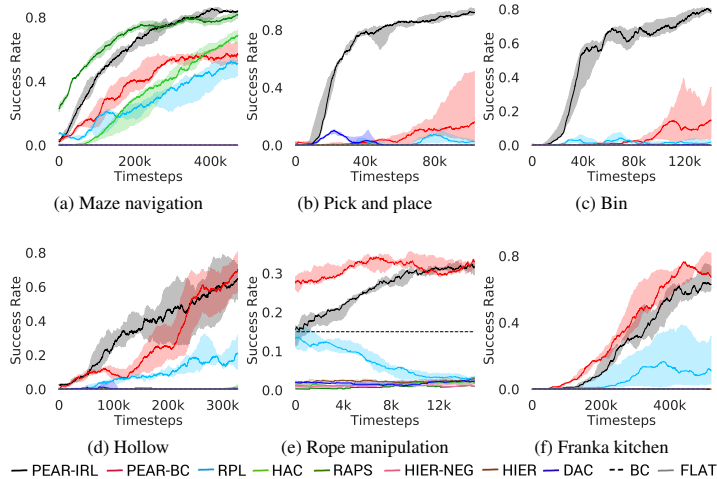 Success Rate
0.8
0.4
0.0
0 200k 400k
Timesteps
(a) Maze navigation
Success Rate
0.8
0.4
0.0
0 40k 80k
Timesteps
(b) Pick and place
Success Rate
0.8
0.6
0.4
0.2
0.0
0 40k 80k 120k
Timesteps
(c) Bin
Success Rate
0.8
0.6
0.4
0.2
0.0
0 100k 200k 300k
Timesteps
(d) Hollow
Success Rate
0.3
0.2
0.1
0.0
0 4k 8k 12k
Timesteps
(e) Rope manipulation
Success Rate
0.8
0.4
0.0
0 200k 400k
Timesteps
(f) Franka kitchen
PEAR-IRL PEAR-BC RPL HAC RAPS HIER-NEG HIER DAC BC FLAT